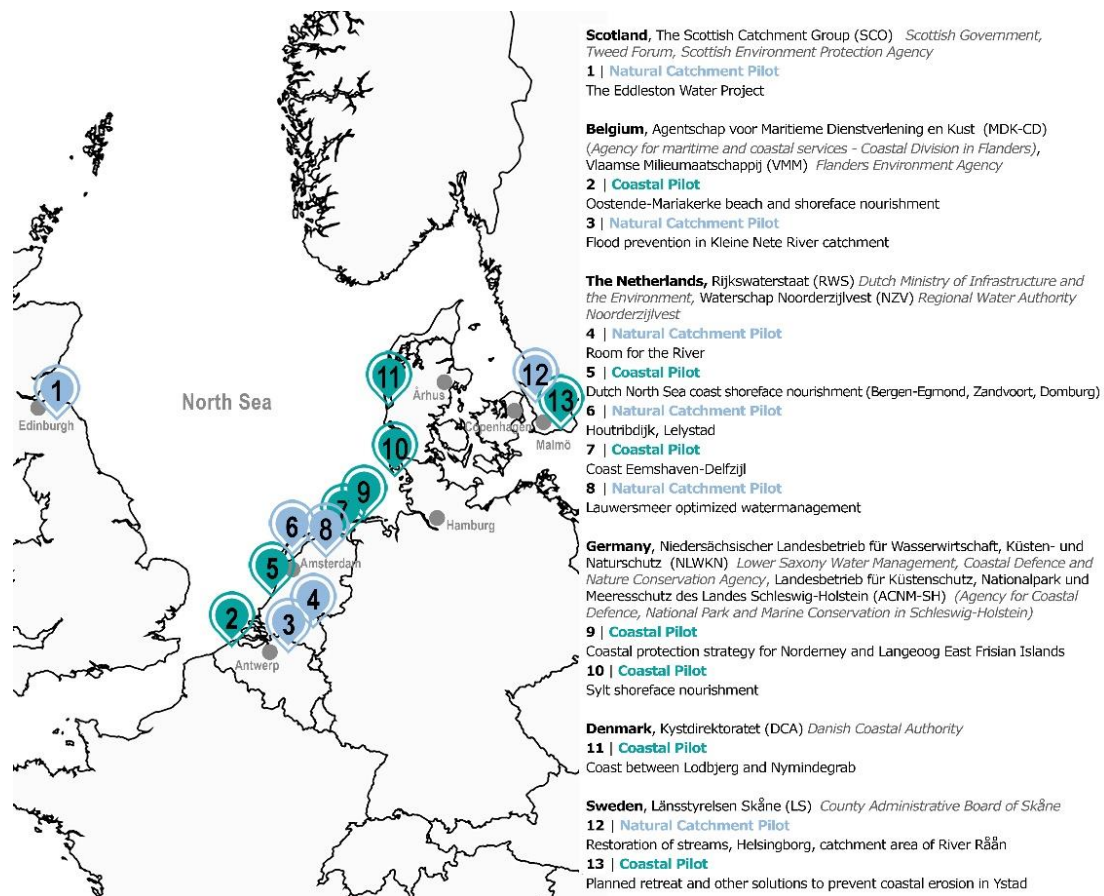 Scotland, The Scottish Catchment Group (SCO) Scottish Government,
Tweed Forum, Scottish Environment Protection Agency
1 | Natural Catchment Pilot
The Eddleston Water Project
Belgium, Agentschap voor Maritieme Dienstverlening en Kust (MDK-CD)
(Agency for maritime and coastal services - Coastal Division in Flanders),
Vlaamse Milieumaatschappij (VMM) Flanders Environment Agency
2 | Coastal Pilot
Oostende-Mariakerke beach and shoreface nourishment
3 | Natural Catchment Pilot
Flood prevention in Kleine Nete River catchment
The Netherlands, Rijkswaterstaat (RWS) Dutch Ministry of Infrastructure and
the Environment, Waterschap Noorderzijlvest (NZV) Regional Water Authority
Noorderzijlvest
4 | Natural Catchment Pilot
Room for the River
5 | Coastal Pilot
Dutch North Sea coast shoreface nourishment (Bergen-Egmond, Zandvoort, Domburg)
6 | Natural Catchment Pilot
Houtribdijk, Lelystad
7 | Coastal Pilot
Coast Eemshaven-Delfzijl
8 | Natural Catchment Pilot
Lauwersmeer optimized watermanagement
Germany, Niedersächsischer Landesbetrieb für Wasserwirtschaft, Küsten- und
Naturschutz (NLWKN) Lower Saxony Water Management, Coastal Defence and
Nature Conservation Agency, Landesbetrieb für Küstenschutz, Nationalpark und
Meeresschutz des Landes Schleswig-Holstein (ACNM-SH) (Agency for Coastal
Defence, National Park and Marine Conservation in Schleswig-Holstein)
9 | Coastal Pilot
Coastal protection strategy for Norderney and Langeoog East Frisian Islands
10 | Coastal Pilot
Sylt shoreface nourishment
Denmark, Kystdirektoratet (DCA) Danish Coastal Authority
11 | Coastal Pilot
Coast between Lodbjerg and Nymindegrab
Sweden, Länsstyrelsen Skåne (LS) County Administrative Board of Skåne
12 | Natural Catchment Pilot
Restoration of streams, Helsingborg, catchment area of River Råån
13 | Coastal Pilot
Planned retreat and other solutions to prevent coastal erosion in Ystad
North Sea
1
Edinburgh
11
Århus
12
13
Copenhagen
Malmö
10
9
7
6
8
Hamburg
5
Amsterdam
4
2
3
Antwerp